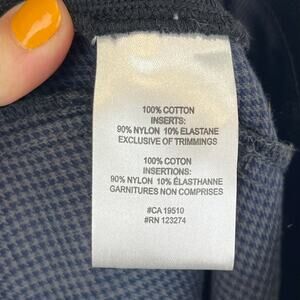 100% COTTON
INSERTS:
90% NYLON 10% ELASTANE
EXCLUSIVE OF TRIMMINGS
100% COTON
INSERTIONS:
90% NYLON 10% ÉLASTHANNE
GARNITURES NON COMPRISES
#CA 19510
#RN 123274